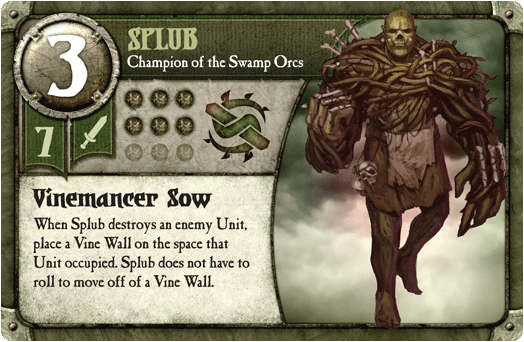 3
SPLUB
Champion of the Swamp Orcs
7
Vinemancer Sow
When Splub destroys an enemy Unit,
place a Vine Wall on the space that
Unit occupied. Splub does not have to
roll to move off of a Vine Wall.